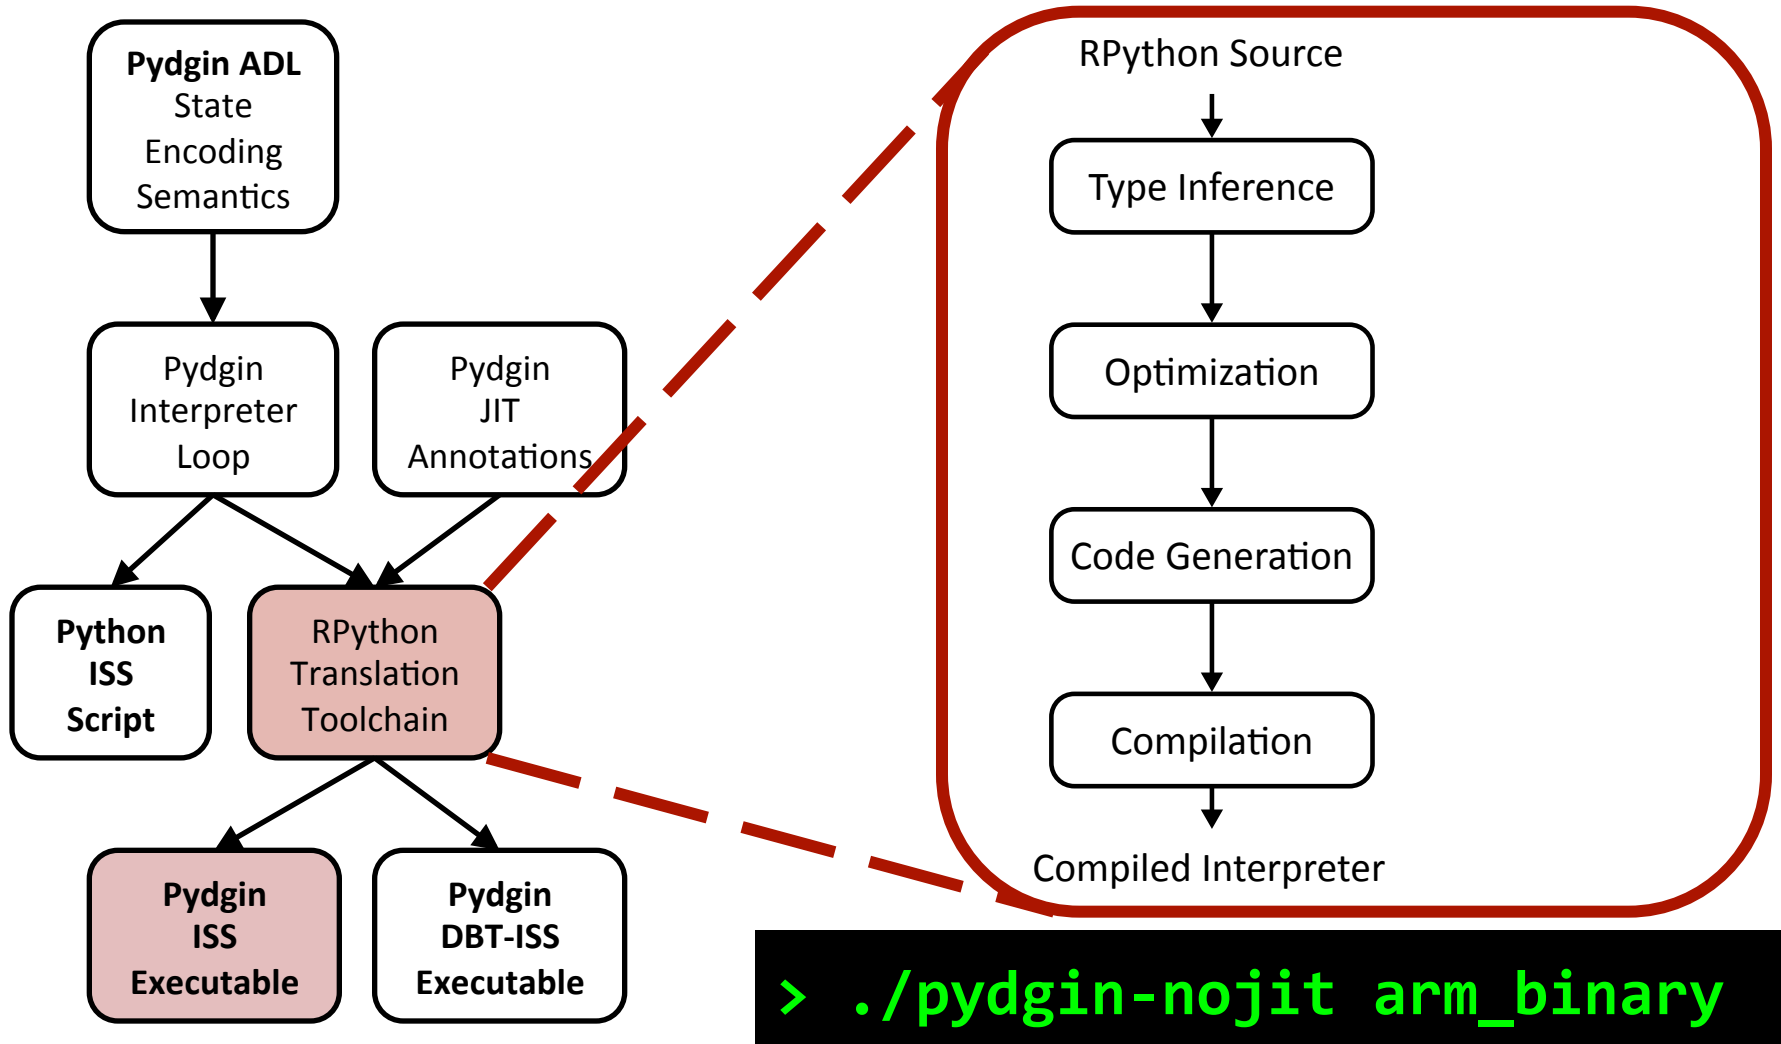 Pydgin ADL
State
Encoding
Semantics
Pydgin
Interpreter
Loop
Pydgin
JIT
Annotations
Python
ISS
Script
RPython
Translation
Toolchain
Pydgin
ISS
Executable
Pydgin
DBT-ISS
Executable
RPython Source
Type Inference
Optimization
Code Generation
Compilation
Compiled Interpreter
> ./pydgin-nojit arm_binary